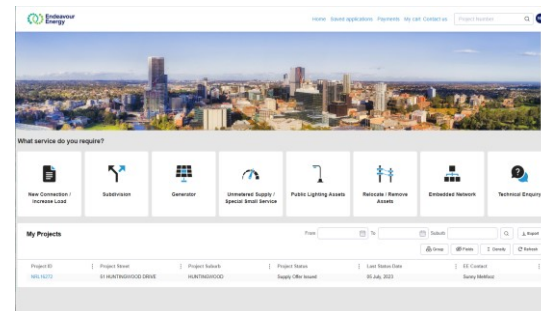 Endeavour
Energy
Home Saved applications Payments My cart Contact us Project Number
What service do you require?
New Connection / Increase Load
Subdivision
Generator
Unmetered Supply / Special Small Service
Public Lighting Assets
Relocate / Remove Assets
Embedded Network
Technical Enquiry
My Projects
From To Suburb Export
Group Fields Density Refresh
Project ID Project Street Project Suburb Project Status Last Status Date EE Contact
51 HUNTINGWOOD DRIVE HUNTINGWOOD Supply Offer Issued 05 July, 2023 Sunny